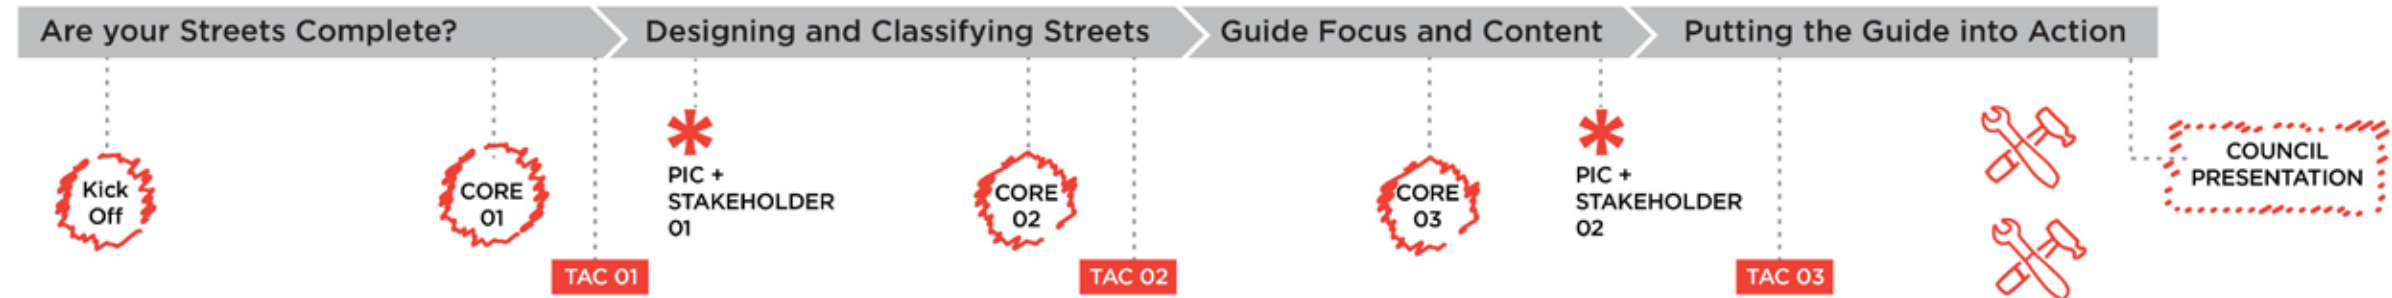 Are your Streets Complete?
Designing and Classifying Streets
Guide Focus and Content
Putting the Guide into Action
Kick
Off
CORE
01
TAC 01
PIC +
STAKEHOLDER
01
CORE
02
TAC 02
CORE
03
PIC +
STAKEHOLDER
02
TAC 03
COUNCIL
PRESENTATION